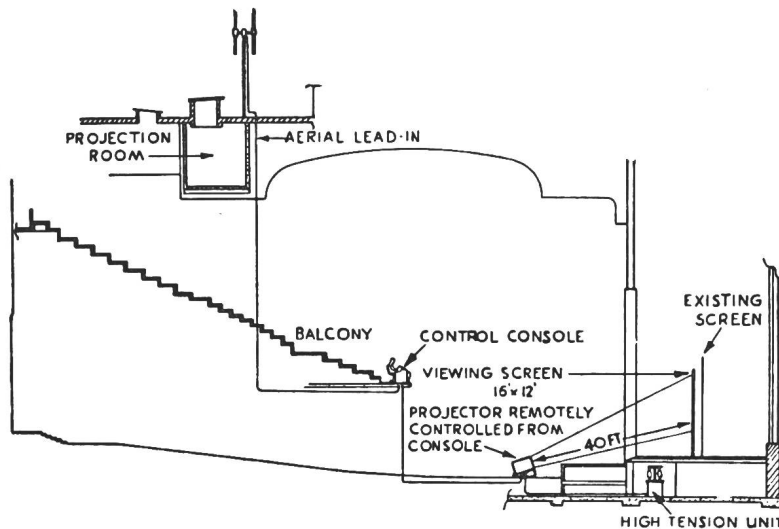 PROJECTION
ROOM
AERIAL LEAD-IN
EXISTING
SCREEN
BALCONY
CONTROL CONSOLE
VIEWING SCREEN
16'x 12'
PROJECTOR REMOTELY
CONTROLLED FROM
CONSOLE
40FT
HIGH TENSION UNIT